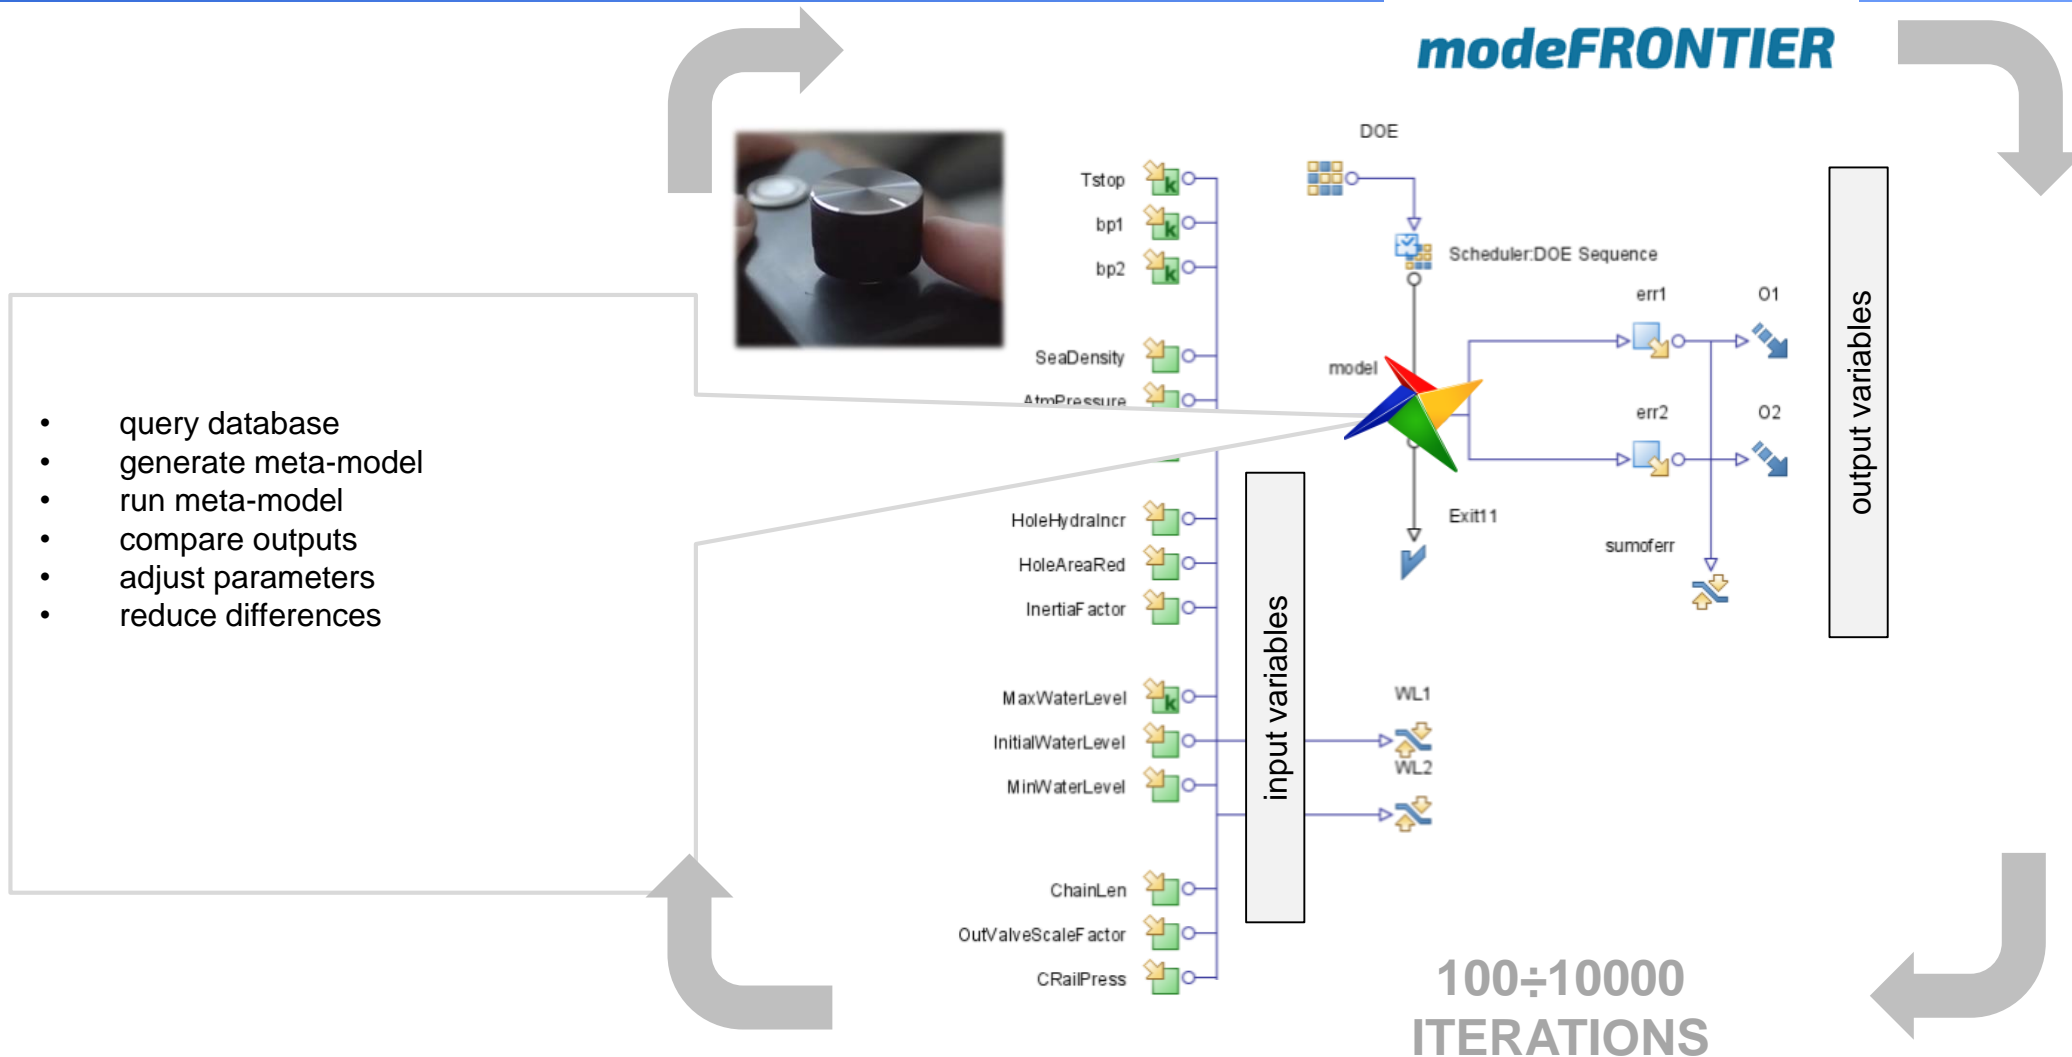 modeFRONTIER
• query database
• generate meta-model
• run meta-model
• compare outputs
• adjust parameters
• reduce differences
Tstop
bp1
bp2
SeaDensity
AtmPressure
HoleHydraIncr
HoleAreaRed
InertiaFactor
MaxWaterLevel
InitialWaterLevel
MinWaterLevel
ChainLen
OutValveScaleFactor
CRailPress
k
k
k
k
input variables
DOE
Scheduler:DOE Sequence
model
err1
O1
err2
O2
Exit11
sumoferr
WL1
WL2
output variables
100÷10000
ITERATIONS